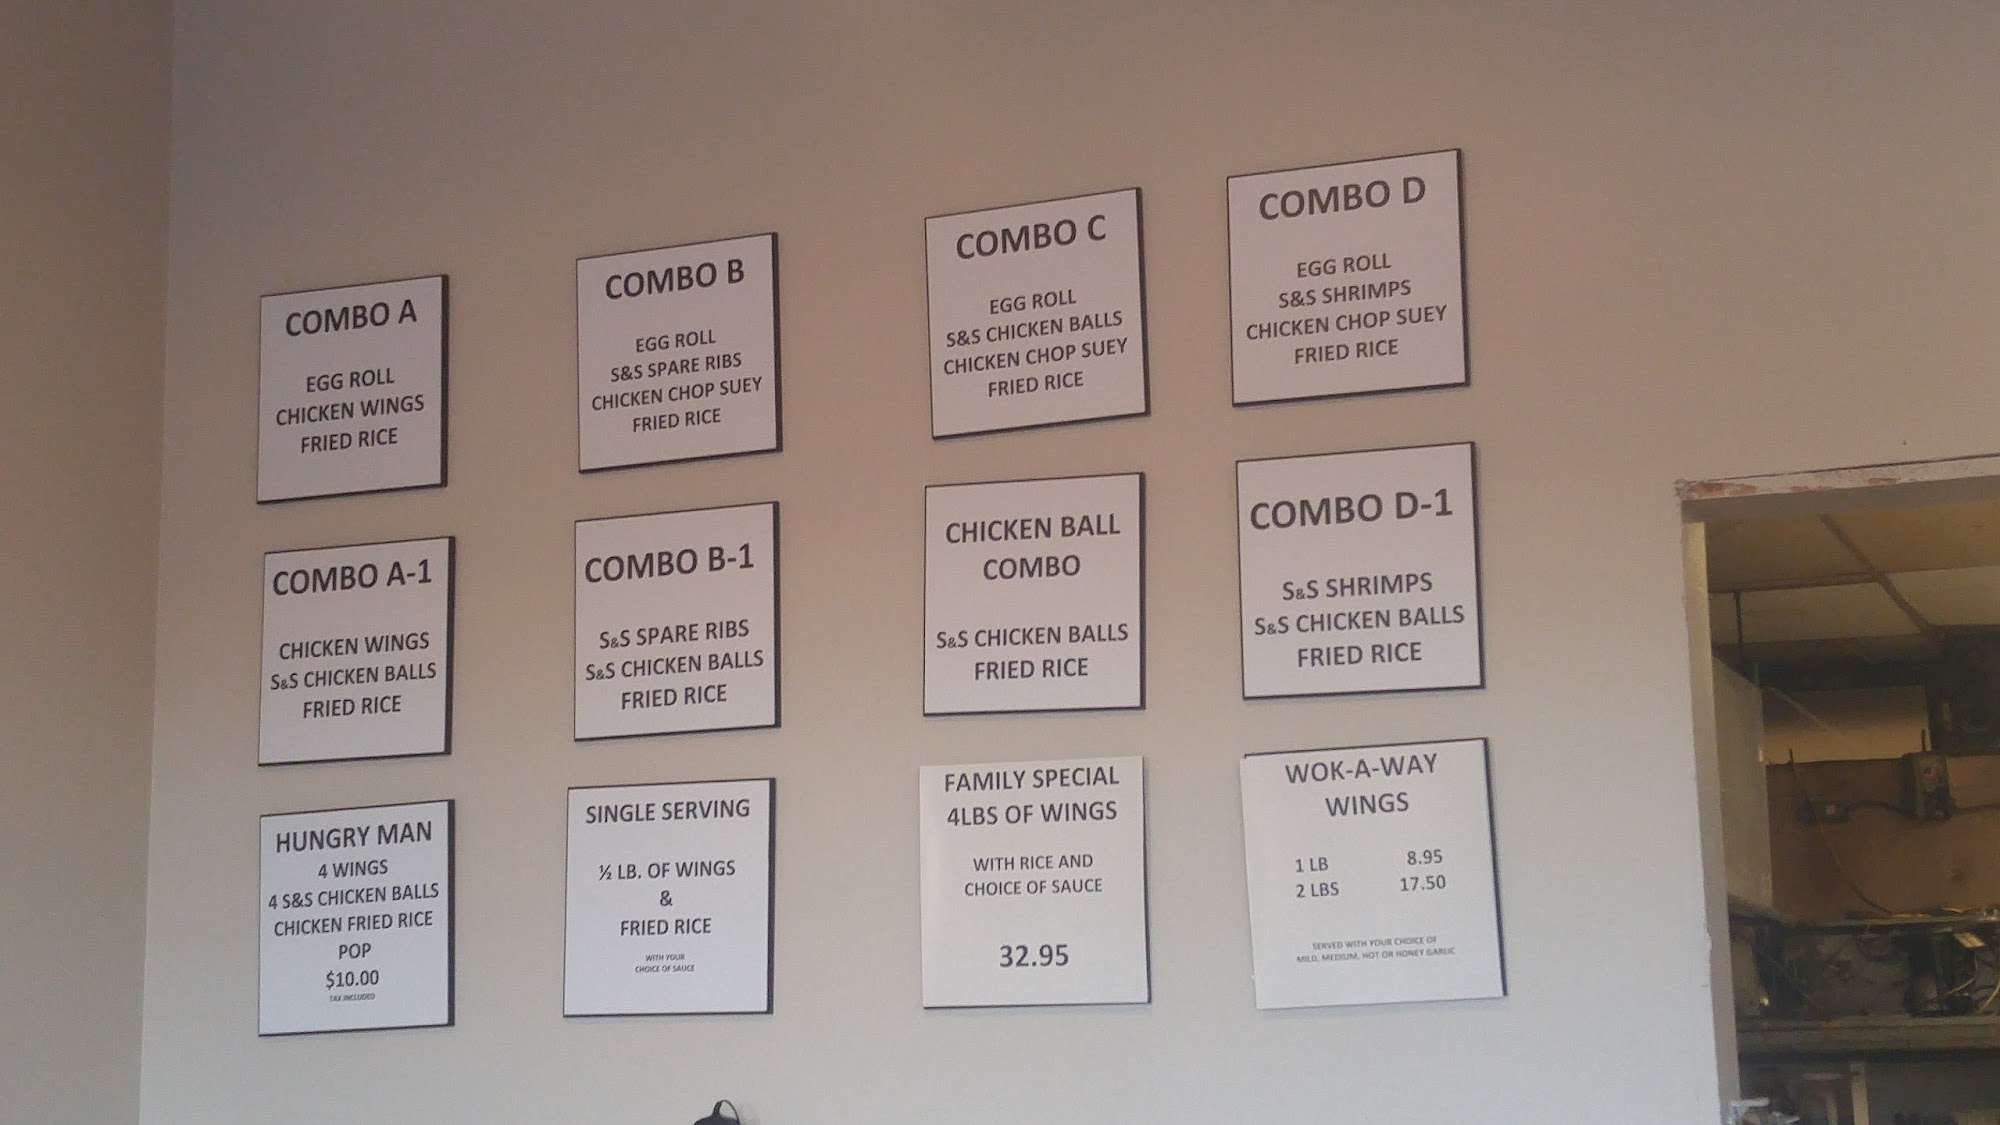 COMBO A
EGG ROLL
CHICKEN WINGS
FRIED RICE
COMBO B
EGG ROLL
S&S SPARE RIBS
CHICKEN CHOP SUEY
FRIED RICE
COMBO C
EGG ROLL
S&S CHICKEN BALLS
CHICKEN CHOP SUEY
FRIED RICE
COMBO D
EGG ROLL
S&S SHRIMPS
CHICKEN CHOP SUEY
FRIED RICE
COMBO A-1
CHICKEN WINGS
S&S CHICKEN BALLS
FRIED RICE
COMBO B-1
S&S SPARE RIBS
S&S CHICKEN BALLS
FRIED RICE
CHICKEN BALL
COMBO
S&S CHICKEN BALLS
FRIED RICE
COMBO D-1
S&S SHRIMPS
S&S CHICKEN BALLS
FRIED RICE
HUNGRY MAN
4 WINGS
4 S&S CHICKEN BALLS
CHICKEN FRIED RICE
POP
$10.00
TAX INCLUDED
SINGLE SERVING
½ LB. OF WINGS
&
FRIED RICE
WITH YOUR
CHOICE OF SAUCE
FAMILY SPECIAL
4LBS OF WINGS
WITH RICE AND
CHOICE OF SAUCE
32.95
WOK-A-WAY
WINGS
1 LB 8.95
2 LBS 17.50
SERVED WITH YOUR CHOICE OF
MILD, MEDIUM, HOT OR HONEY GARLIC